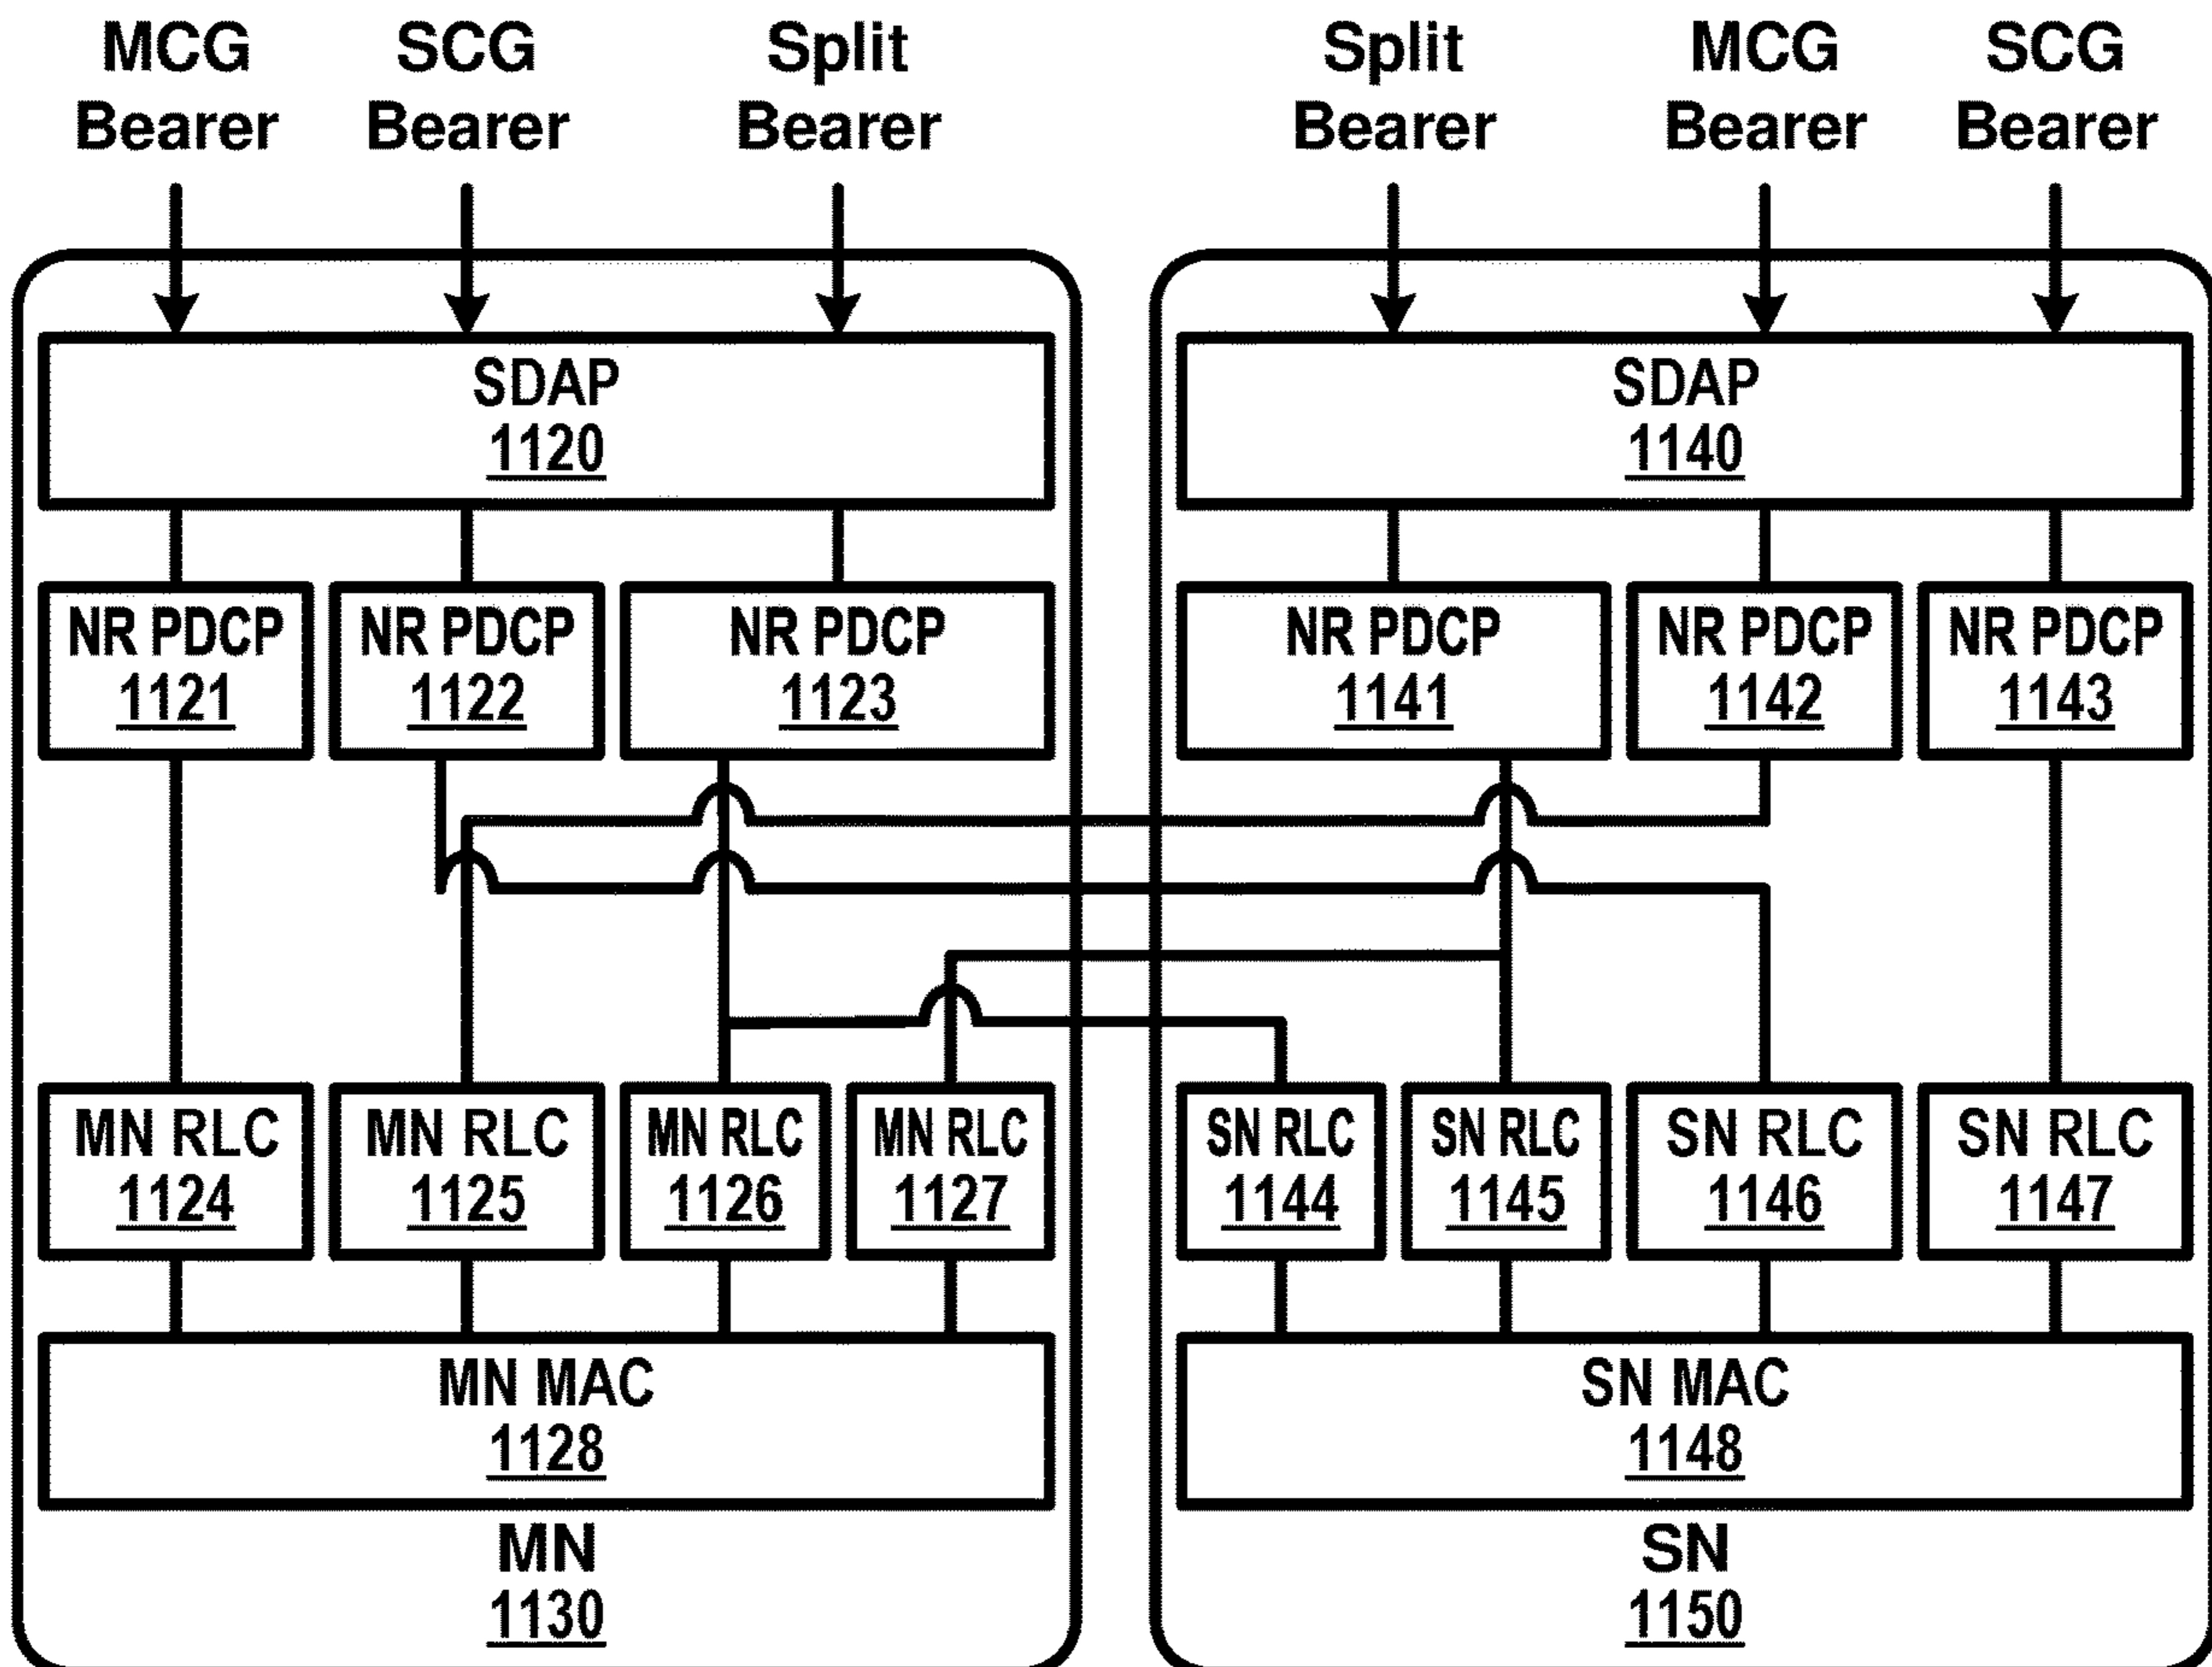 MCG
Bearer
SCG
Bearer
Split
Bearer
Split
Bearer
MCG
Bearer
SCG
Bearer
SDAP
1120
SDAP
1140
NR PDCP
1121
NR PDCP
1122
NR PDCP
1123
NR PDCP
1141
NR PDCP
1142
NR PDCP
1143
MN RLC
1124
MN RLC
1125
MN RLC
1126
MN RLC
1127
SN RLC
1144
SN RLC
1145
SN RLC
1146
SN RLC
1147
MN MAC
1128
SN MAC
1148
MN
1130
SN
1150